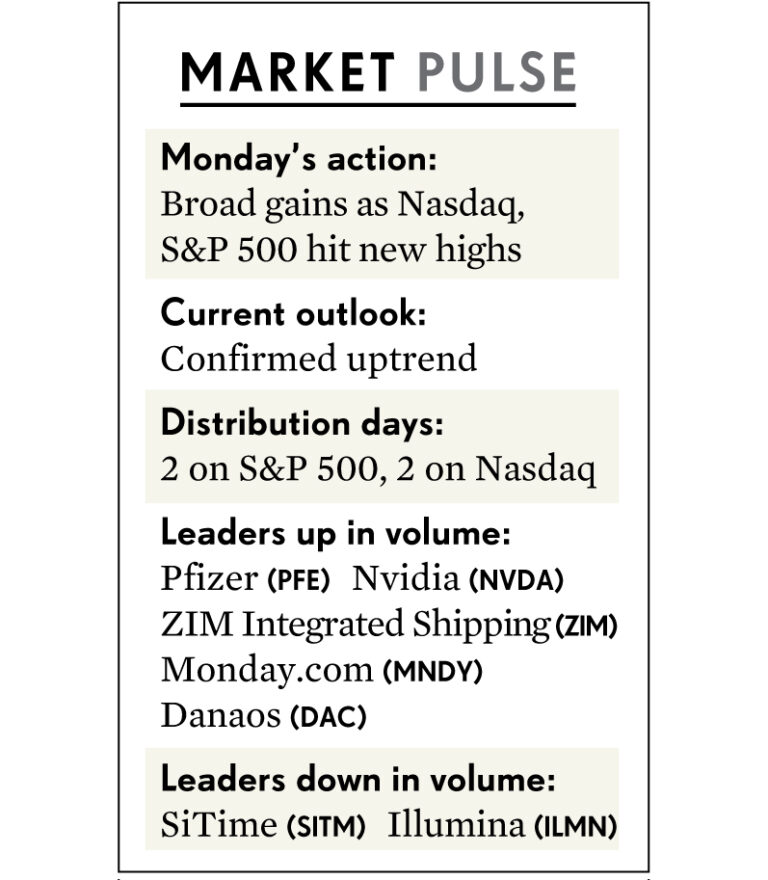 MARKET PULSE
Monday’s action:
Broad gains as Nasdaq,
S&P 500 hit new highs
Current outlook:
Confirmed uptrend
Distribution days:
2 on S&P 500, 2 on Nasdaq
Leaders up in volume:
Pfizer (PFE) Nvidia (NVDA)
ZIM Integrated Shipping (ZIM)
Monday.com (MNDY)
Danaos (DAC)
Leaders down in volume:
SiTime (SITM) Illumina (ILMN)